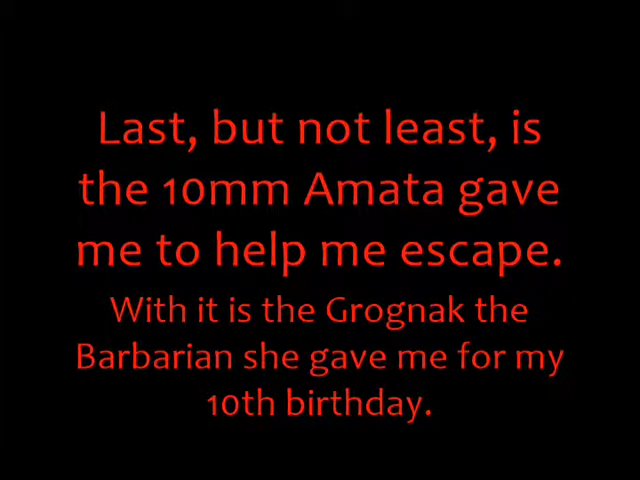 Last, but not least, is
the 10mm Amata gave
me to help me escape.
With it is the Grognak the
Barbarian she gave me for my
10th birthday.